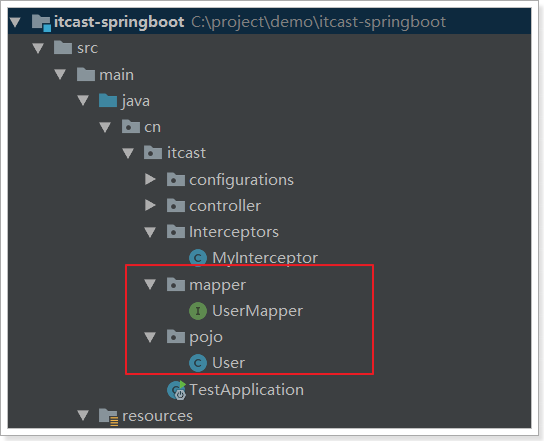 itcast-springboot C:\project\demo\itcast-springboot
src
main
java
cn
itcast
configurations
controller
Interceptors
C MyInterceptor
mapper
I UserMapper
pojo
C User
TestApplication
resources